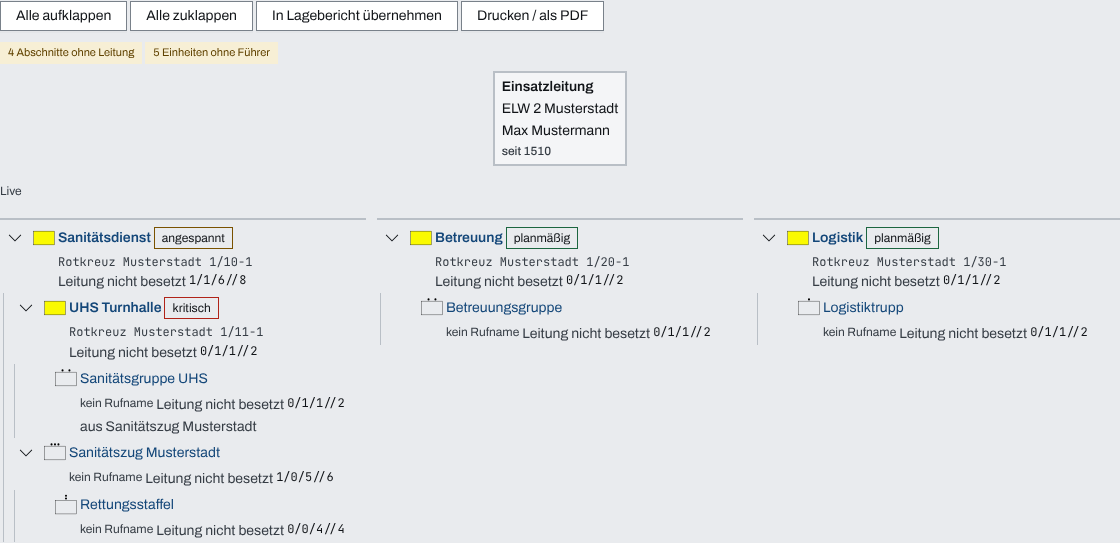 Alle aufklappen Alle zuklappen In Lagebericht übernehmen Drucken / als PDF
4 Abschnitte ohne Leitung 5 Einheiten ohne Führer
Einsatzleitung
ELW 2 Musterstadt
Max Mustermann
seit 1510
Live
Sanitätsdienst angespannt
Rotkreuz Musterstadt 1/10-1
Leitung nicht besetzt 1/1/6//8
UHS Turnhalle kritisch
Rotkreuz Musterstadt 1/11-1
Leitung nicht besetzt 0/1/1//2
Sanitätsgruppe UHS
kein Rufname Leitung nicht besetzt 0/1/1//2
aus Sanitätszug Musterstadt
Sanitätszug Musterstadt
kein Rufname Leitung nicht besetzt 1/0/5//6
Rettungsstaffel
kein Rufname Leitung nicht besetzt 0/0/4//4
Betreuung planmäßig
Rotkreuz Musterstadt 1/20-1
Leitung nicht besetzt 0/1/1//2
Betreuungsgruppe
kein Rufname Leitung nicht besetzt 0/1/1//2
Logistik planmäßig
Rotkreuz Musterstadt 1/30-1
Leitung nicht besetzt 0/1/1//2
Logistiktrupp
kein Rufname Leitung nicht besetzt 0/1/1//2